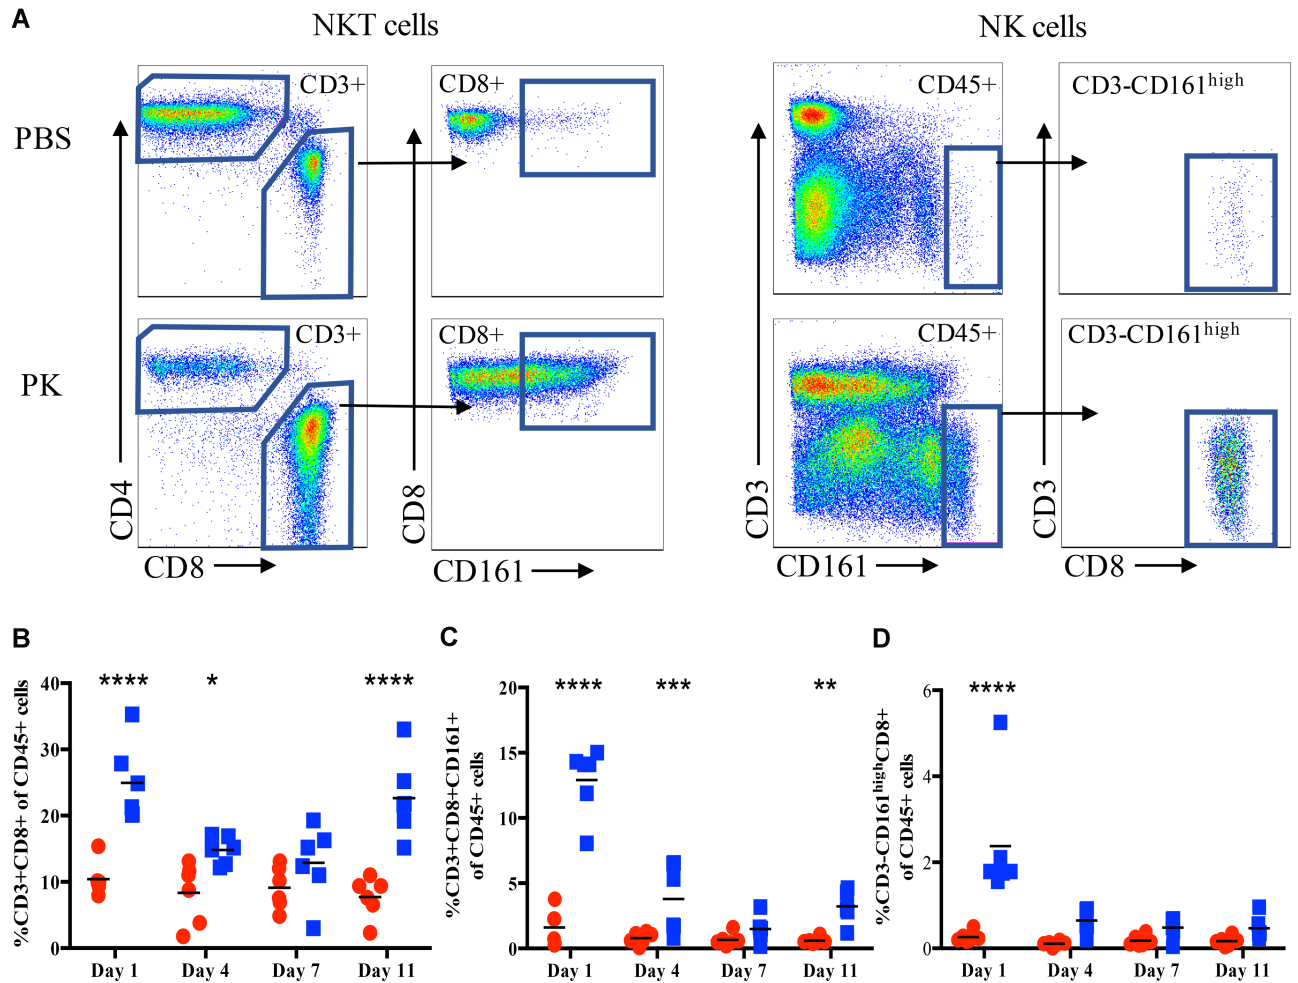 A
NKT cells
NK cells
PBS
CD3+
CD8+
CD45+
CD3-CD161high
PK
CD3+
CD8+
CD45+
CD3-CD161high
CD4
CD8
CD3
CD3
CD8
CD161
CD161
CD8
B
%CD3+CD8+ of CD45+ cells
40
30
20
10
0
**** * ****
Day 1 Day 4 Day 7 Day 11
C
%CD3+CD8+CD161+
of CD45+ cells
20
15
10
5
0
**** *** **
Day 1 Day 4 Day 7 Day 11
D
%CD3-CD161highCD8+
of CD45+ cells
6
4
2
0
****
Day 1 Day 4 Day 7 Day 11